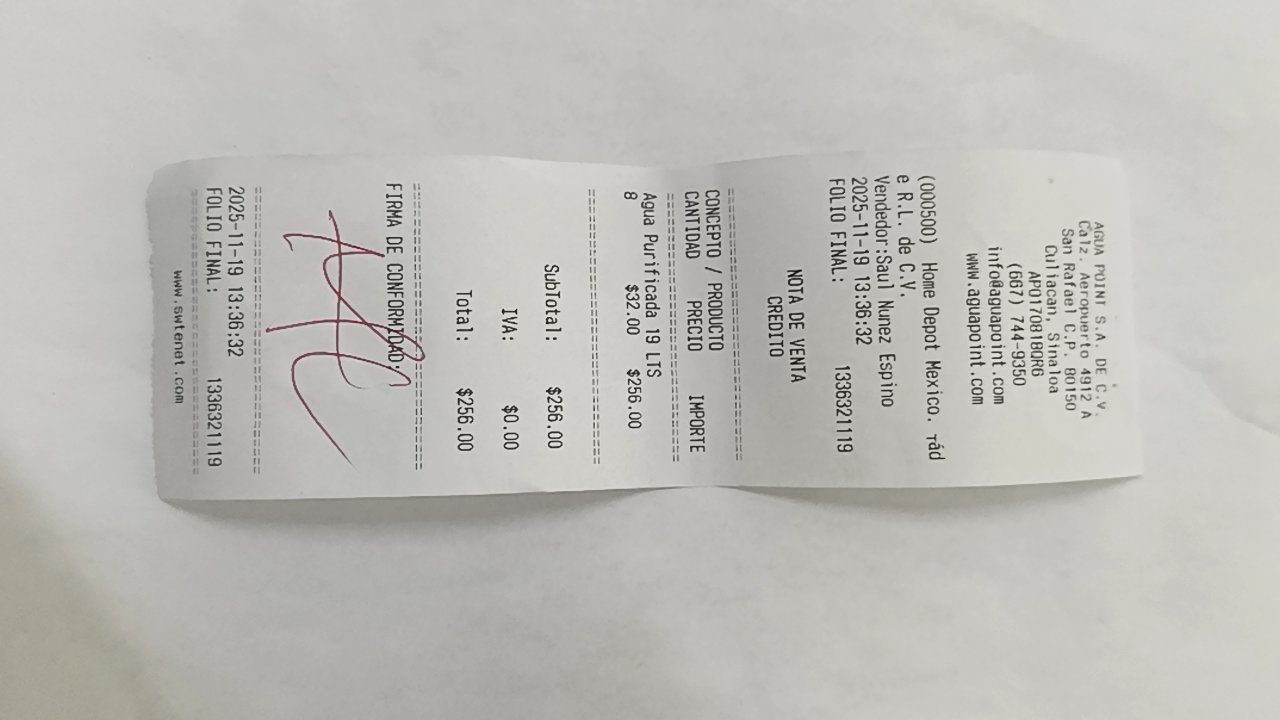 AGUA POINT S.A. DE C.V.
Calz. Aeropuerto 4912 A
San Rafael C.P. 80150
Culiacan, Sinaloa
APO170818QR6
(667) 744-9350
info@aguapoint.com
www.aguapoint.com
(000500) Home Depot Mexico. rád
e R.L. de C.V.
Vendedor:Saul Nunez Espino
2025-11-19 13:36:32
FOLIO FINAL: 1336321119
NOTA DE VENTA
CREDITO
CONCEPTO / PRODUCTO
CANTIDAD PRECIO IMPORTE
Agua Purificada 19 LTS
8 $32.00 $256.00
SubTotal: $256.00
IVA: $0.00
Total: $256.00
FIRMA DE CONFORMIDAD.
2025-11-19 13:36:32
FOLIO FINAL: 1336321119
www.swtenet.com